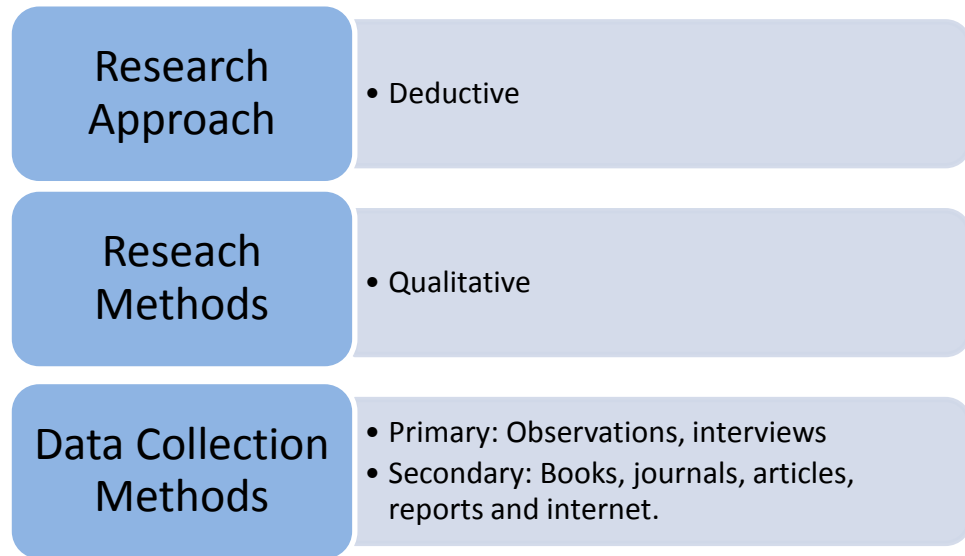 Research
Approach
• Deductive
Reseach
Methods
• Qualitative
Data Collection
Methods
• Primary: Observations, interviews
• Secondary: Books, journals, articles,
reports and internet.